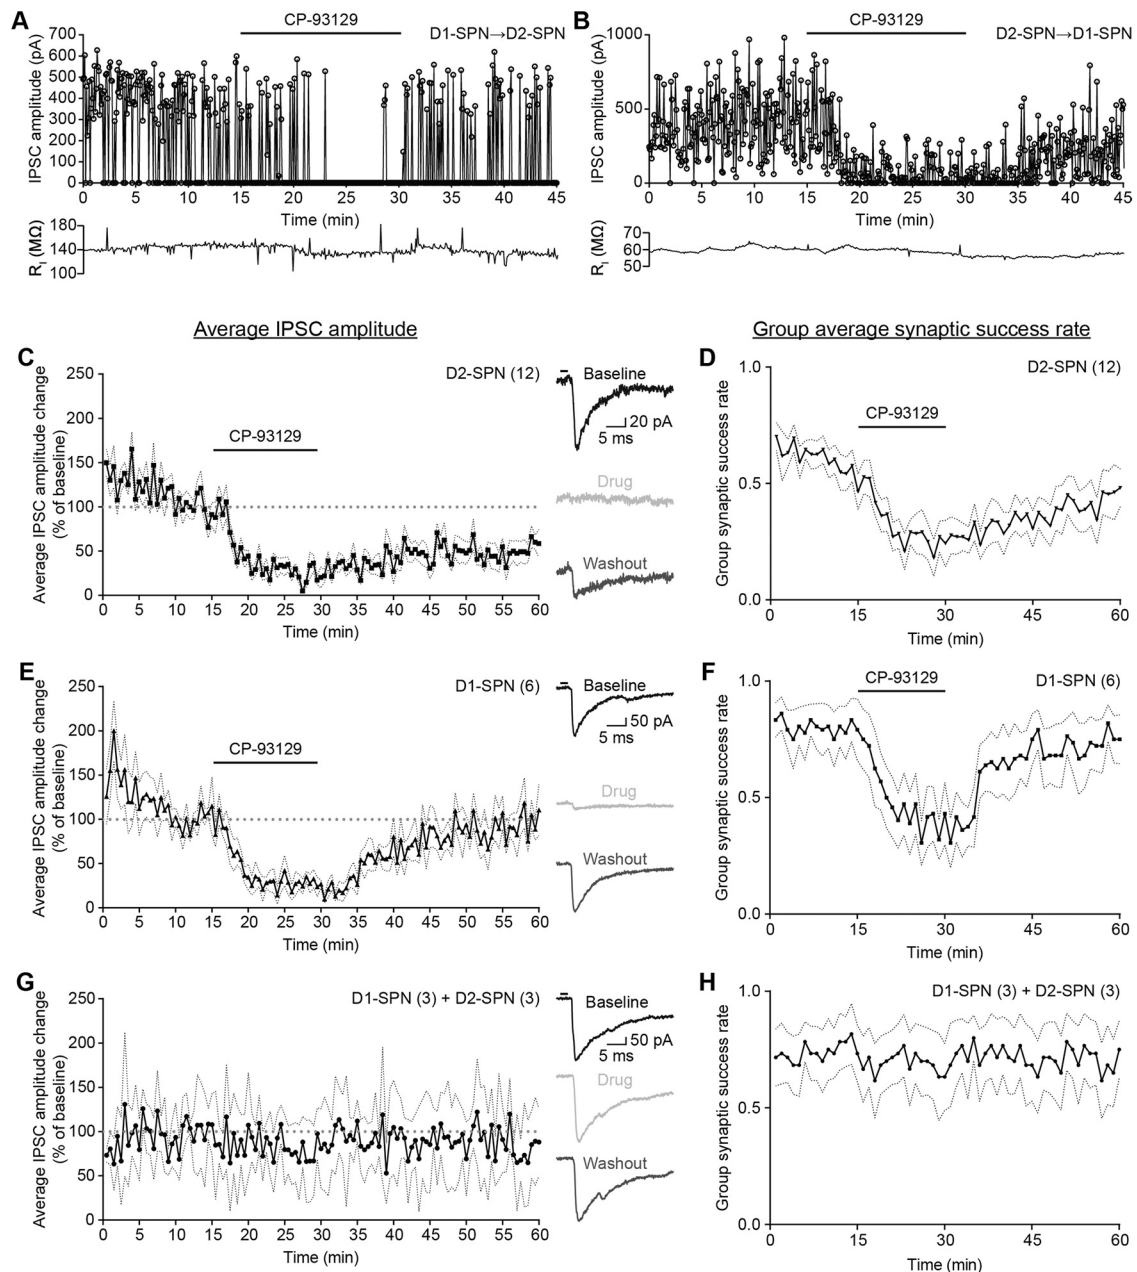 A
CP-93129
D1-SPN→D2-SPN
IPSC amplitude (pA)
700
600
500
400
300
200
100
0
0 5 10 15 20 25 30 35 40 45
Time (min)
RI (MΩ)
180
140
100
B
CP-93129
D2-SPN→D1-SPN
IPSC amplitude (pA)
1000
500
0
0 5 10 15 20 25 30 35 40 45
Time (min)
RI (MΩ)
70
60
50
Average IPSC amplitude
Group average synaptic success rate
C
D2-SPN (12)
CP-93129
Average IPSC amplitude change
(% of baseline)
250
200
150
100
50
0
0 5 10 15 20 25 30 35 40 45 50 55 60
Time (min)
Baseline
20 pA
5 ms
Drug
Washout
D
D2-SPN (12)
CP-93129
Group synaptic success rate
1.0
0.5
0.0
0 15 30 45 60
Time (min)
E
D1-SPN (6)
CP-93129
Average IPSC amplitude change
(% of baseline)
250
200
150
100
50
0
0 5 10 15 20 25 30 35 40 45 50 55 60
Time (min)
Baseline
50 pA
5 ms
Drug
Washout
F
CP-93129
D1-SPN (6)
Group synaptic success rate
1.0
0.5
0.0
0 15 30 45 60
Time (min)
G
D1-SPN (3) + D2-SPN (3)
Average IPSC amplitude change
(% of baseline)
250
200
150
100
50
0
0 5 10 15 20 25 30 35 40 45 50 55 60
Time (min)
Baseline
50 pA
5 ms
Drug
Washout
H
D1-SPN (3) + D2-SPN (3)
Group synaptic success rate
1.0
0.5
0.0
0 15 30 45 60
Time (min)